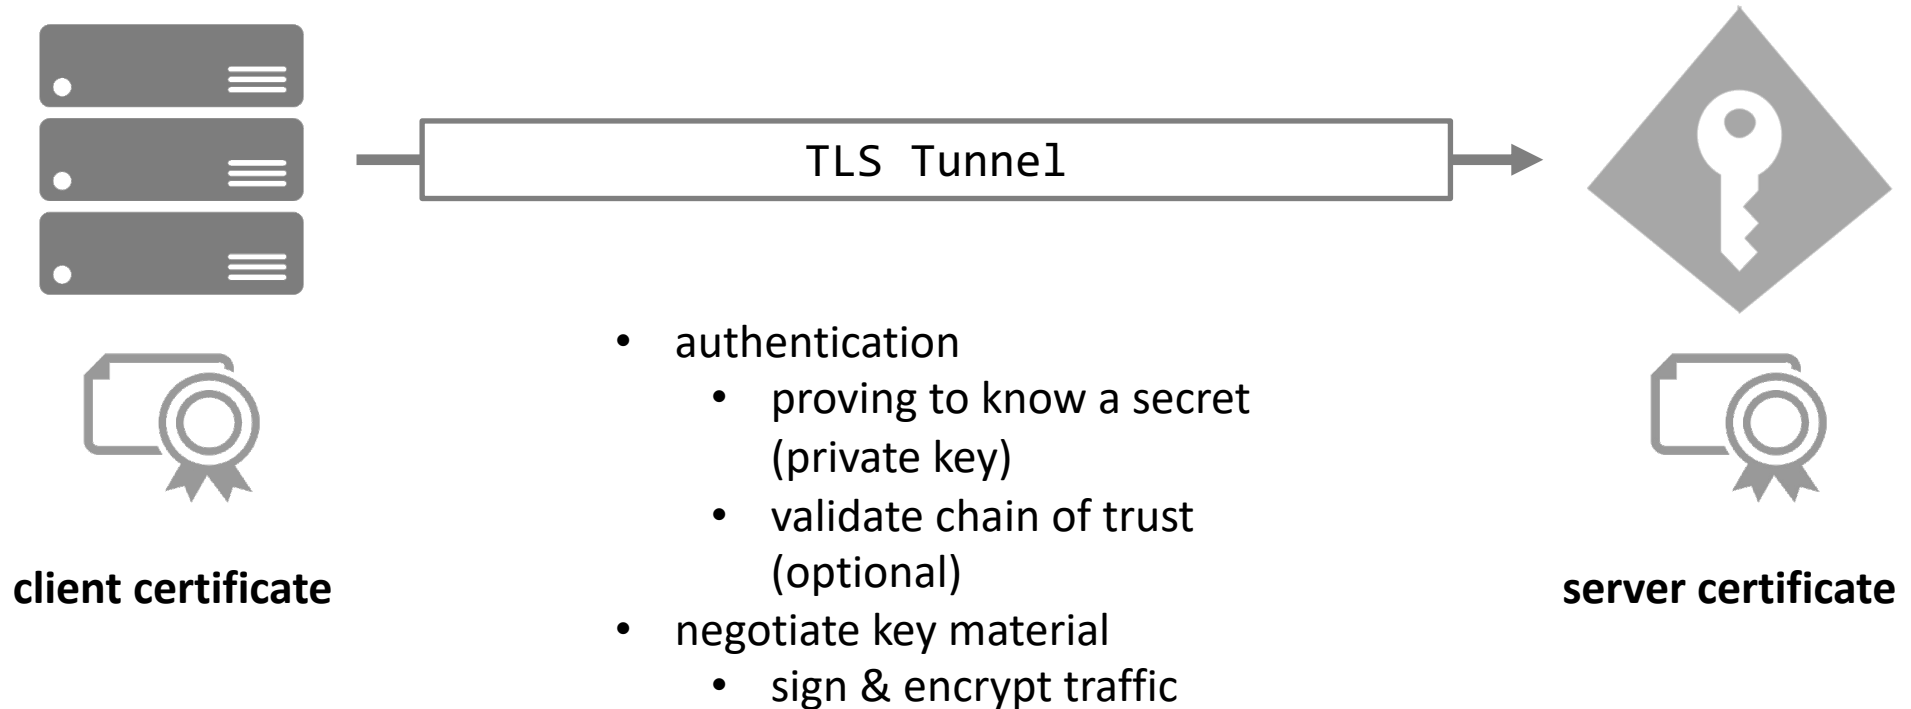 TLS Tunnel
• authentication
• proving to know a secret
(private key)
• validate chain of trust
(optional)
• negotiate key material
• sign & encrypt traffic
client certificate
server certificate